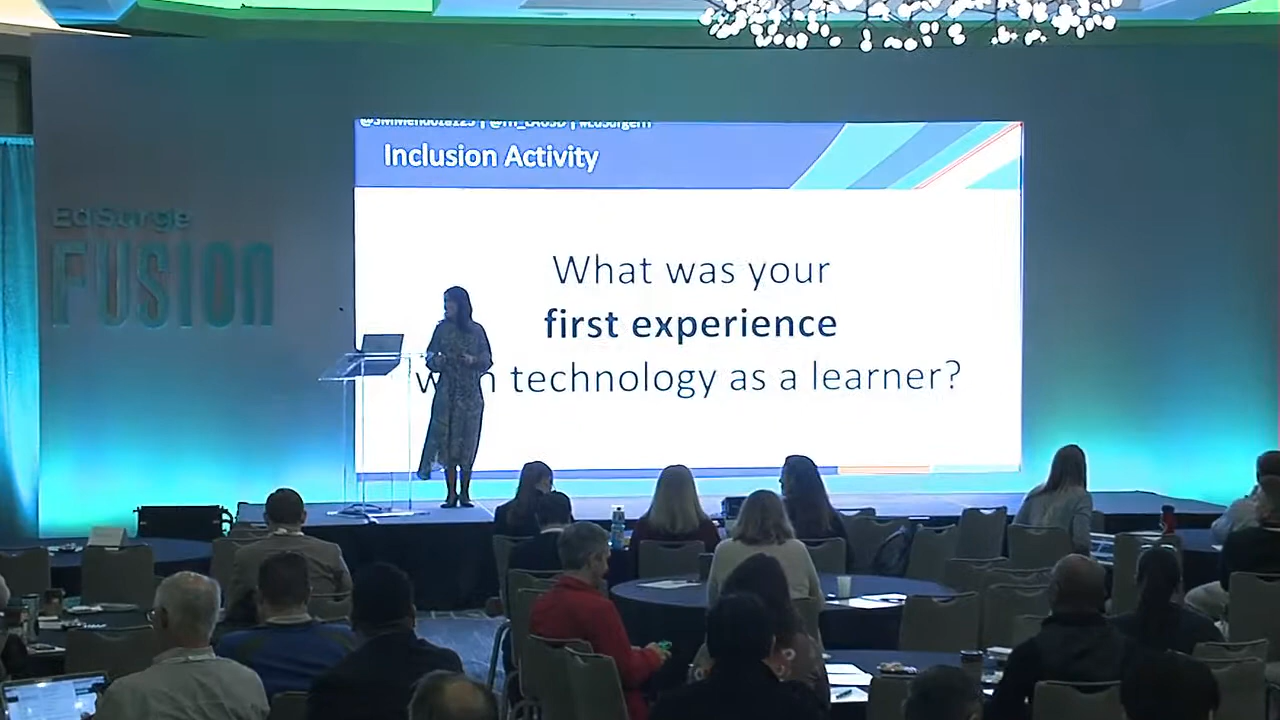 Inclusion Activity
EdSurge
FUSION
What was your
first experience
technology as a learner?